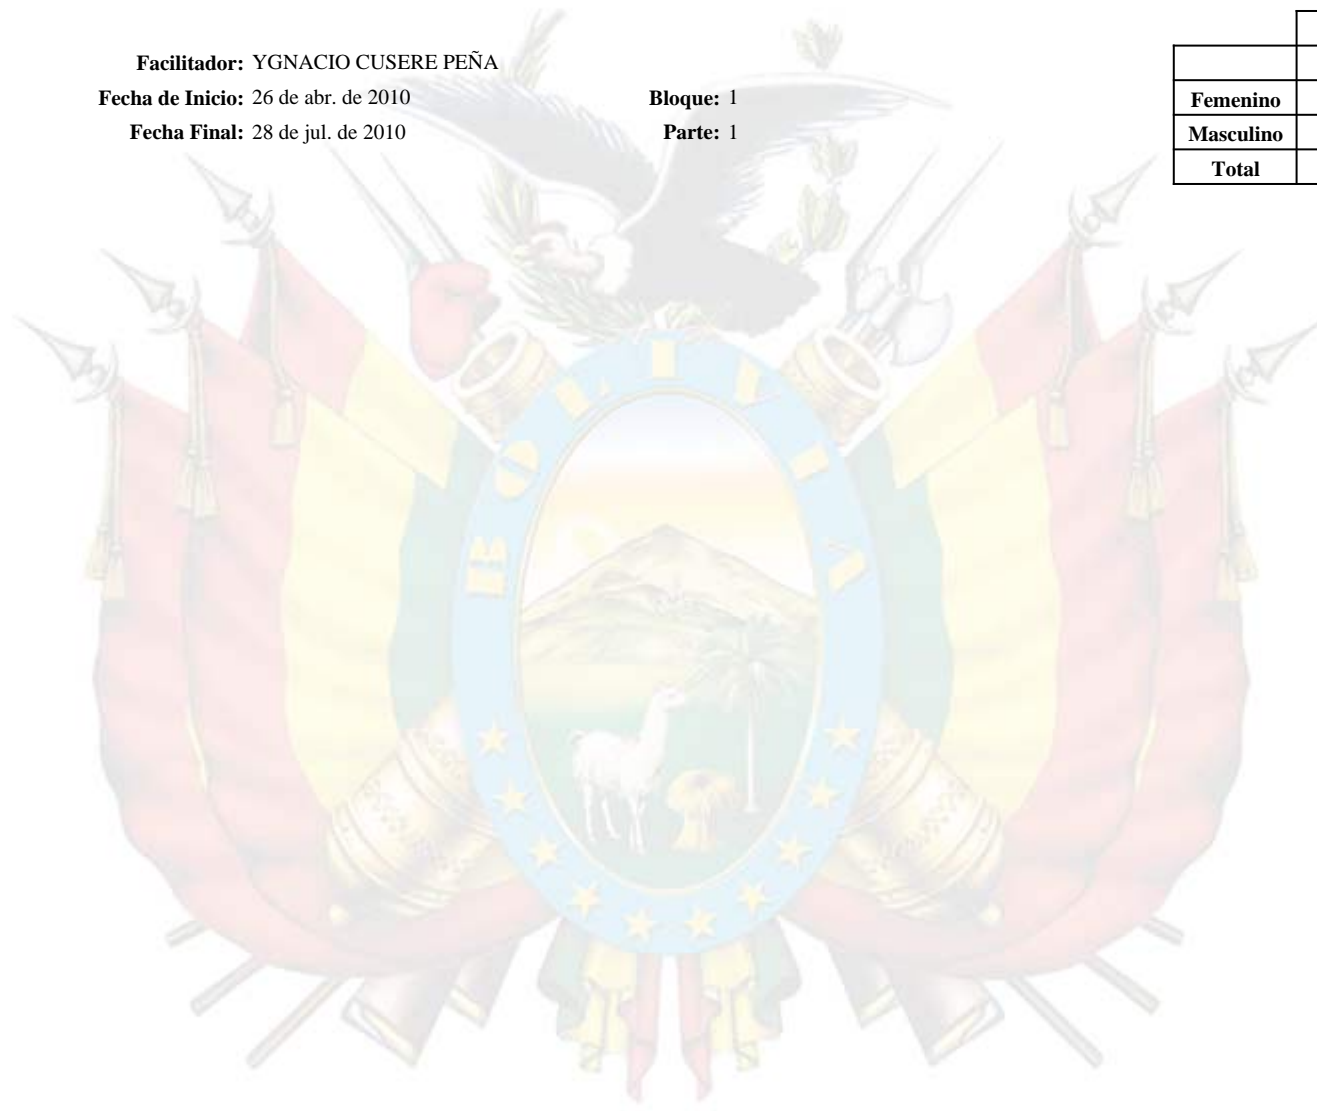 Facilitador: YGNACIO CUSERE PEÑA
Fecha de Inicio: 26 de abr. de 2010 Bloque: 1
Fecha Final: 28 de jul. de 2010 Parte: 1
Femenino
Masculino
Total
BOLIVIA